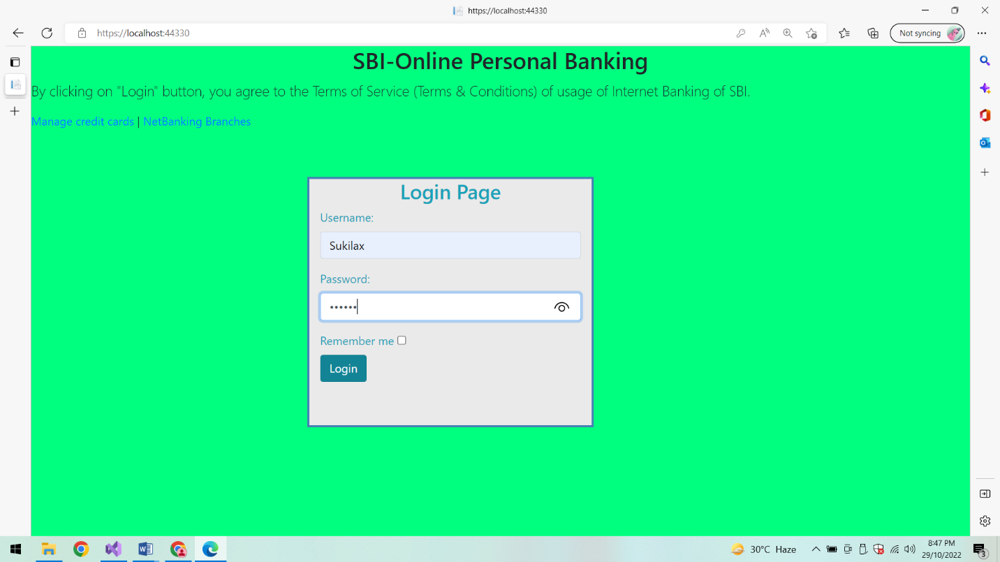 https://localhost:44330
https://localhost:44330
Not syncing
SBI-Online Personal Banking
By clicking on "Login" button, you agree to the Terms of Service (Terms & Conditions) of usage of Internet Banking of SBI.
Manage credit cards | NetBanking Branches
Login Page
Username:
Sukilax
Password:
••••••
Remember me
Login
30°C Haze
8:47 PM
29/10/2022
3